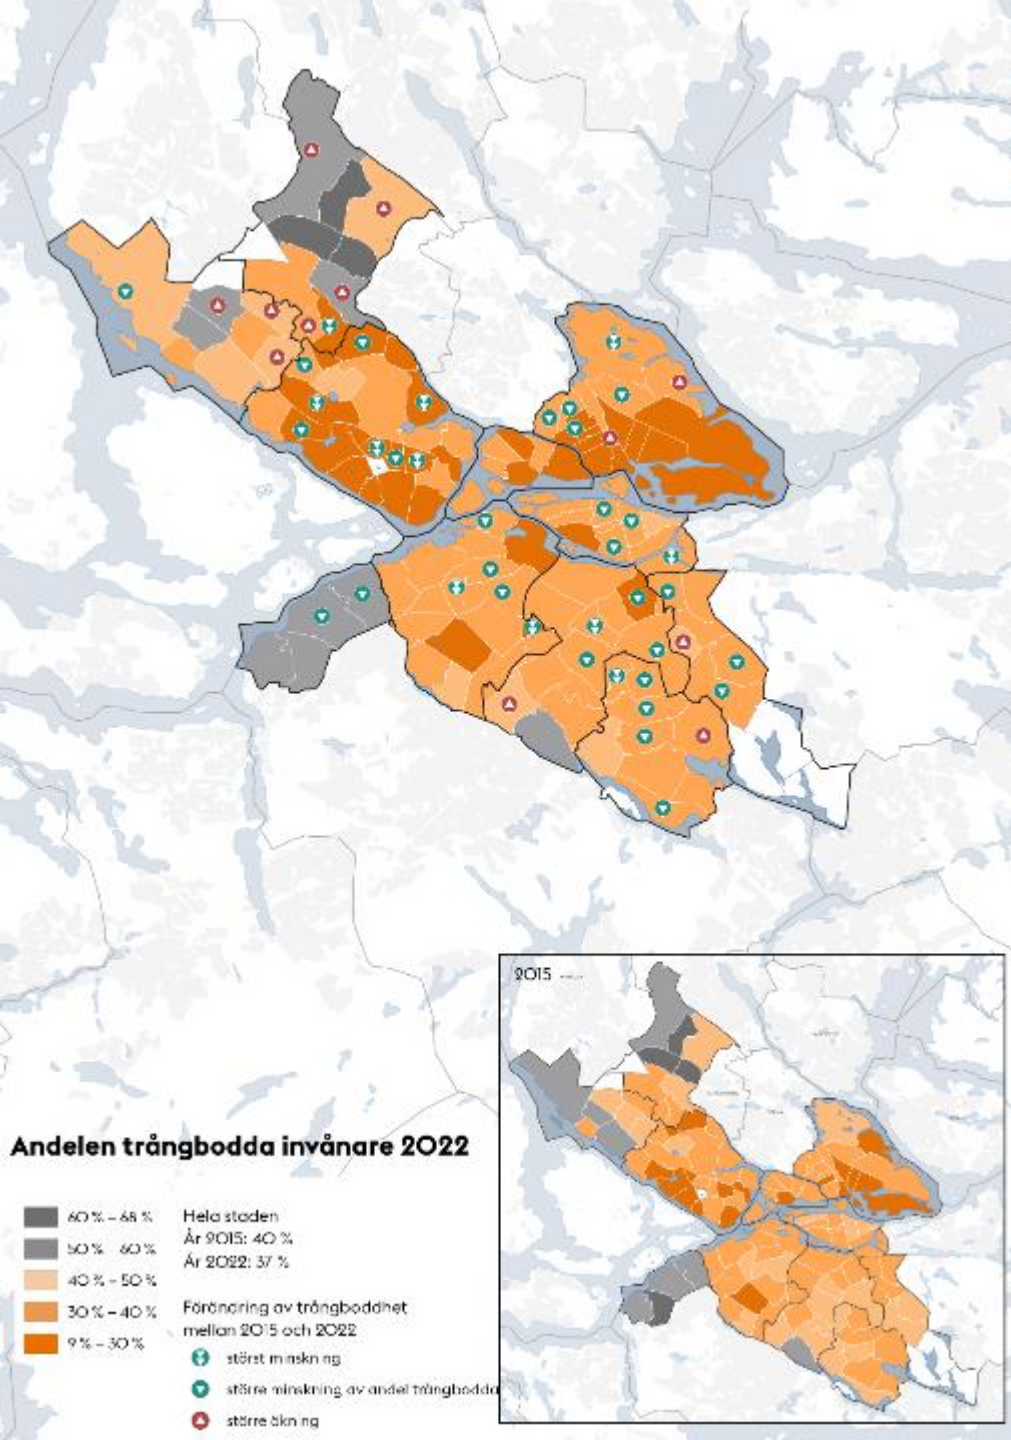 2015
Andelen trångbodda invånare 2022
60 % – 68 %
50 % 60 %
40 % – 50 %
30 % – 40 %
9 % – 30 %
Hela staden
År 2015: 40 %
År 2022: 37 %
Förändring av trångboddhet
mellan 2015 och 2022
störst minskning
större minskning av andel trångbodda
större ökning